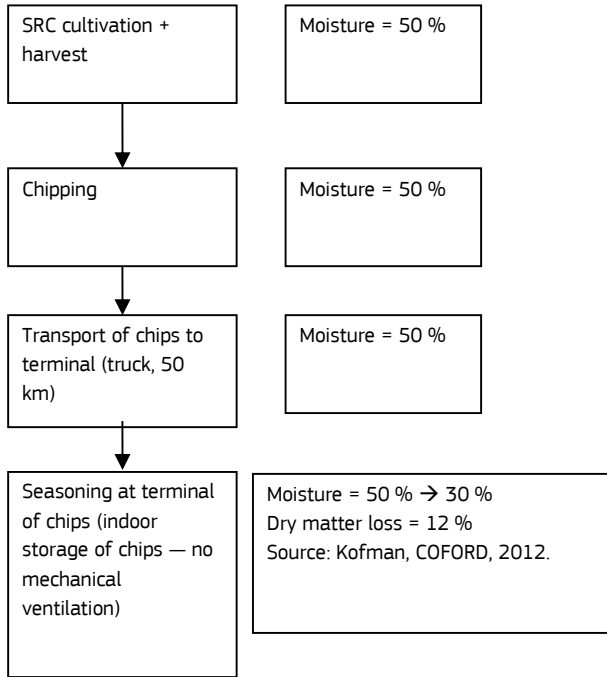 SRC cultivation +
harvest
Moisture = 50 %
Chipping
Moisture = 50 %
Transport of chips to
terminal (truck, 50
km)
Moisture = 50 %
Seasoning at terminal
of chips (indoor
storage of chips — no
mechanical
ventilation)
Moisture = 50 % → 30 %
Dry matter loss = 12 %
Source: Kofman, COFORD, 2012.